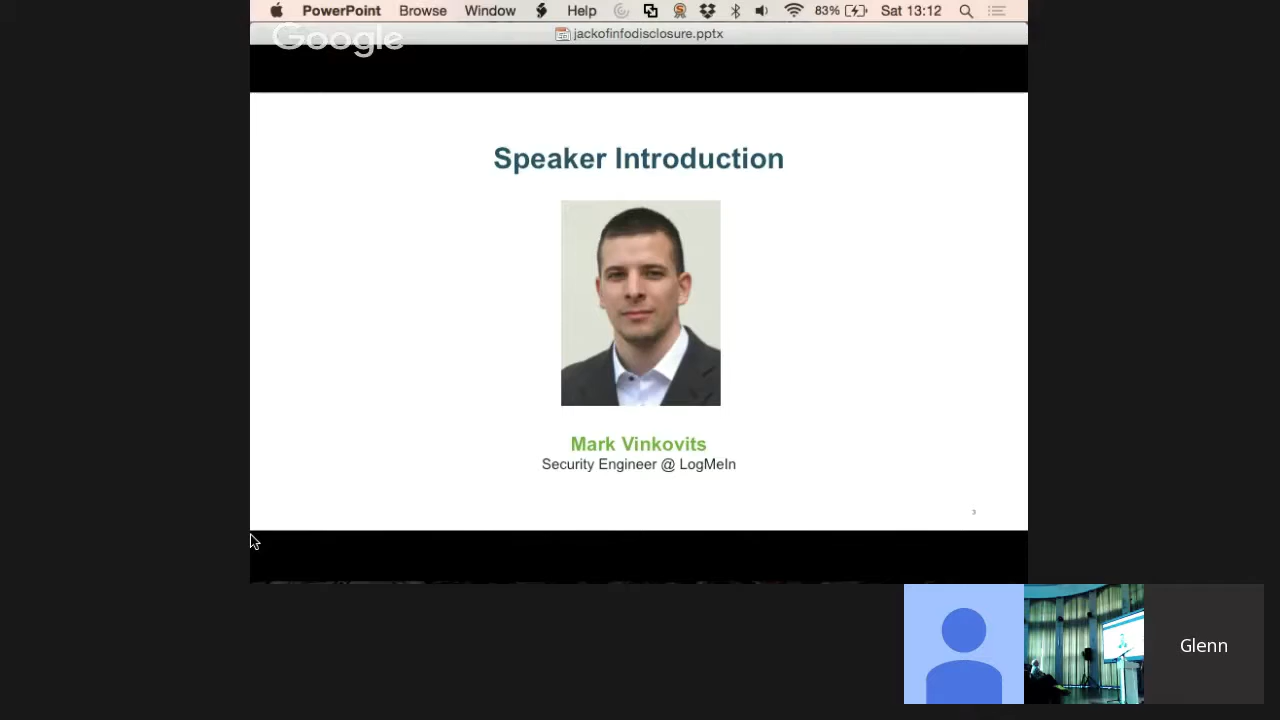 PowerPoint Browse Window Help 83% Sat 13:12
Google
jackofinfodisclosure.pptx
Speaker Introduction
Mark Vinkovits
Security Engineer @ LogMeIn
3
Glenn